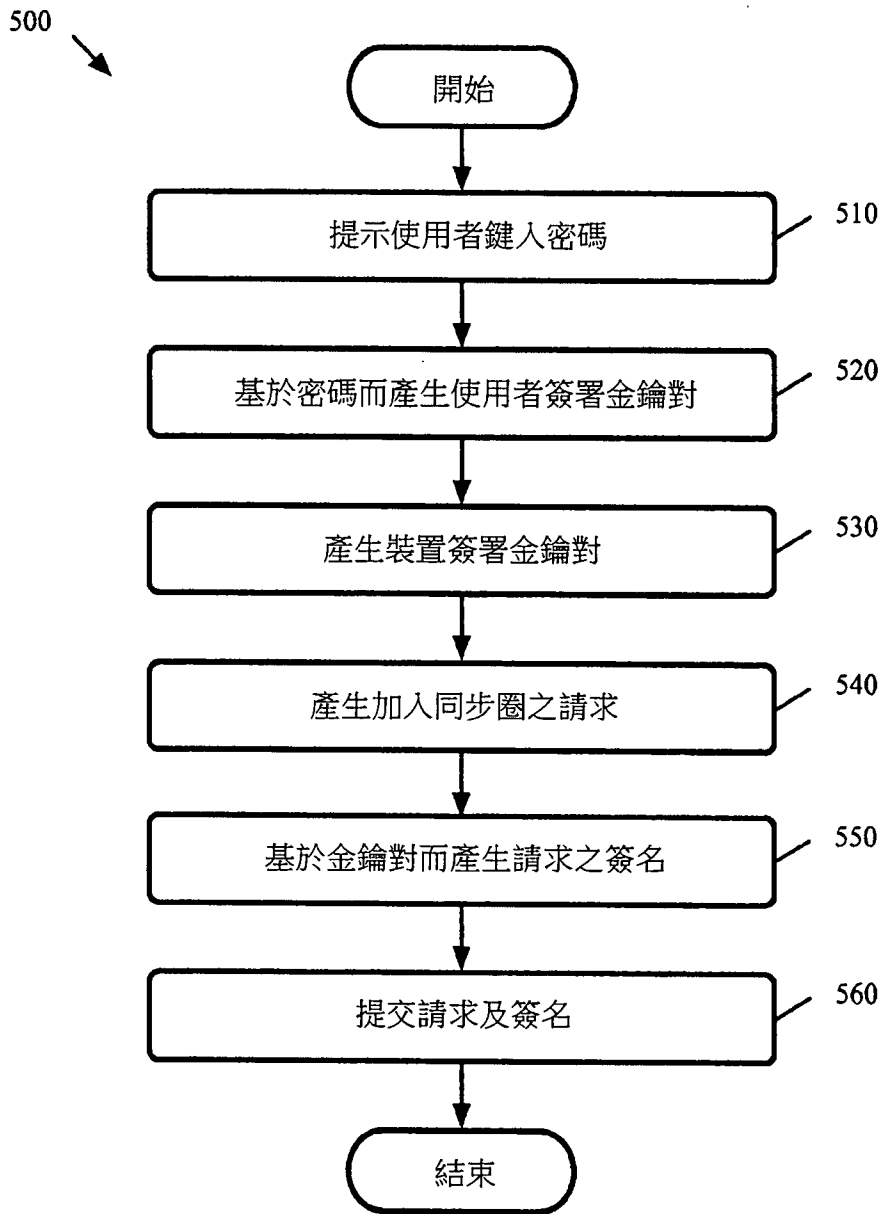 500
開始
提示使用者鍵入密碼
510
基於密碼而產生使用者簽署金鑰對
520
產生裝置簽署金鑰對
530
產生加入同步圈之請求
540
基於金鑰對而產生請求之簽名
550
提交請求及簽名
560
結束